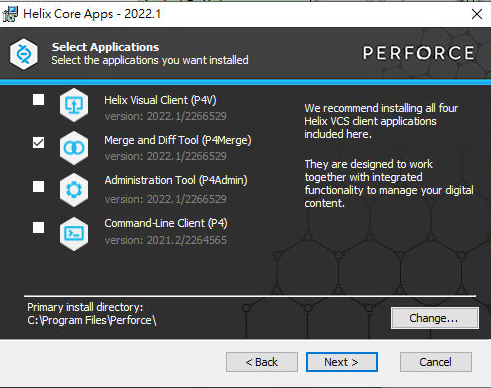 Helix Core Apps - 2022.1
Select Applications
Select the applications you want installed
PERFORCE
Helix Visual Client (P4V)
version: 2022.1/2266529
Merge and Diff Tool (P4Merge)
version: 2022.1/2266529
Administration Tool (P4Admin)
version: 2022.1/2266529
Command-Line Client (P4)
version: 2021.2/2264565
We recommend installing all four
Helix VCS client applications
included here.
They are designed to work
together with integrated
functionality to manage your digital
content.
Primary install directory:
C:\Program Files\Perforce\
Change...
< Back
Next >
Cancel